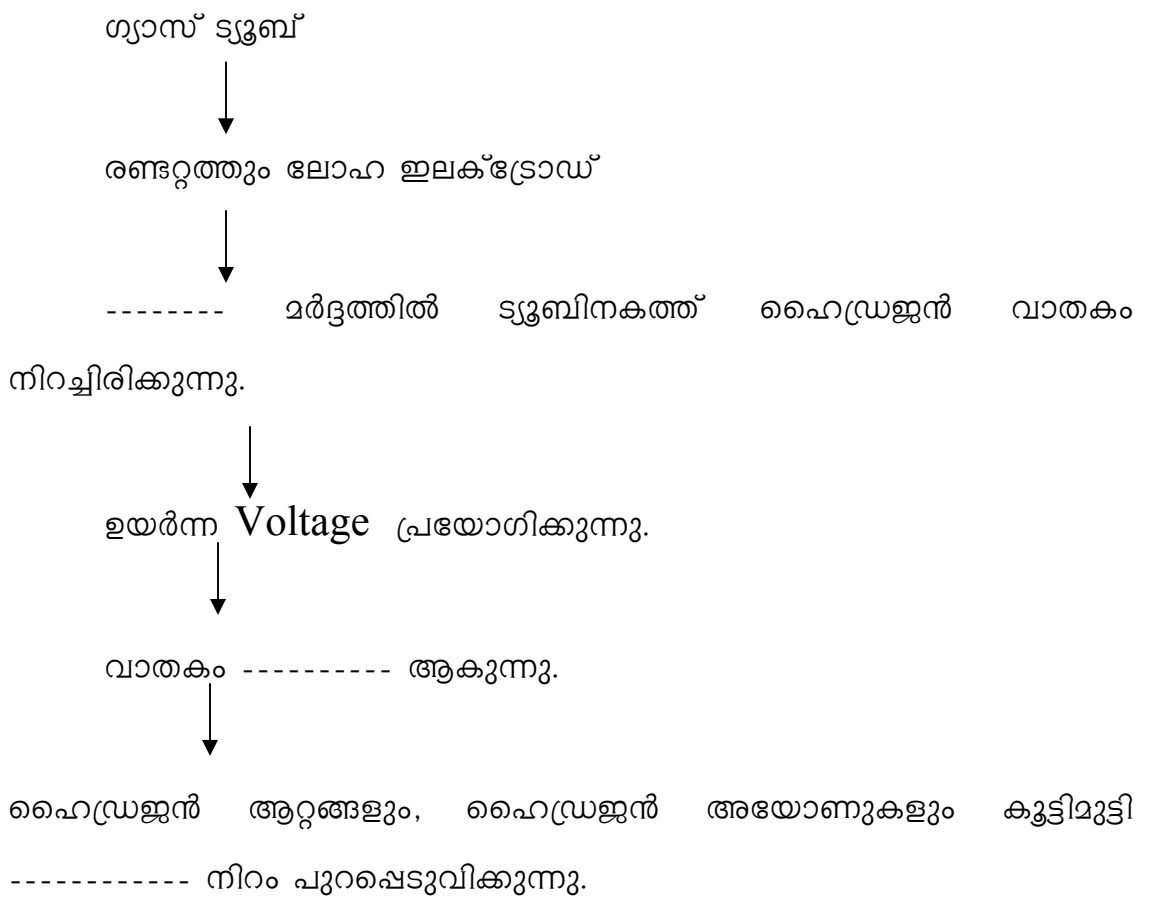 ഗ്യാസ് ട്യൂബ്
രണ്ടറ്റത്തും ലോഹ ഇലക്ട്രോഡ്
-------- മർദ്ദത്തിൽ ട്യൂബിനകത്ത് ഹൈഡ്രജൻ വാതകം
നിറച്ചിരിക്കുന്നു.
ഉയർന്ന Voltage പ്രയോഗിക്കുന്നു.
വാതകം ---------- ആകുന്നു.
ഹൈഡ്രജൻ ആറ്റങ്ങളും, ഹൈഡ്രജൻ അയോണുകളും കൂട്ടിമുട്ടി
------------ നിറം പുറപ്പെടുവിക്കുന്നു.